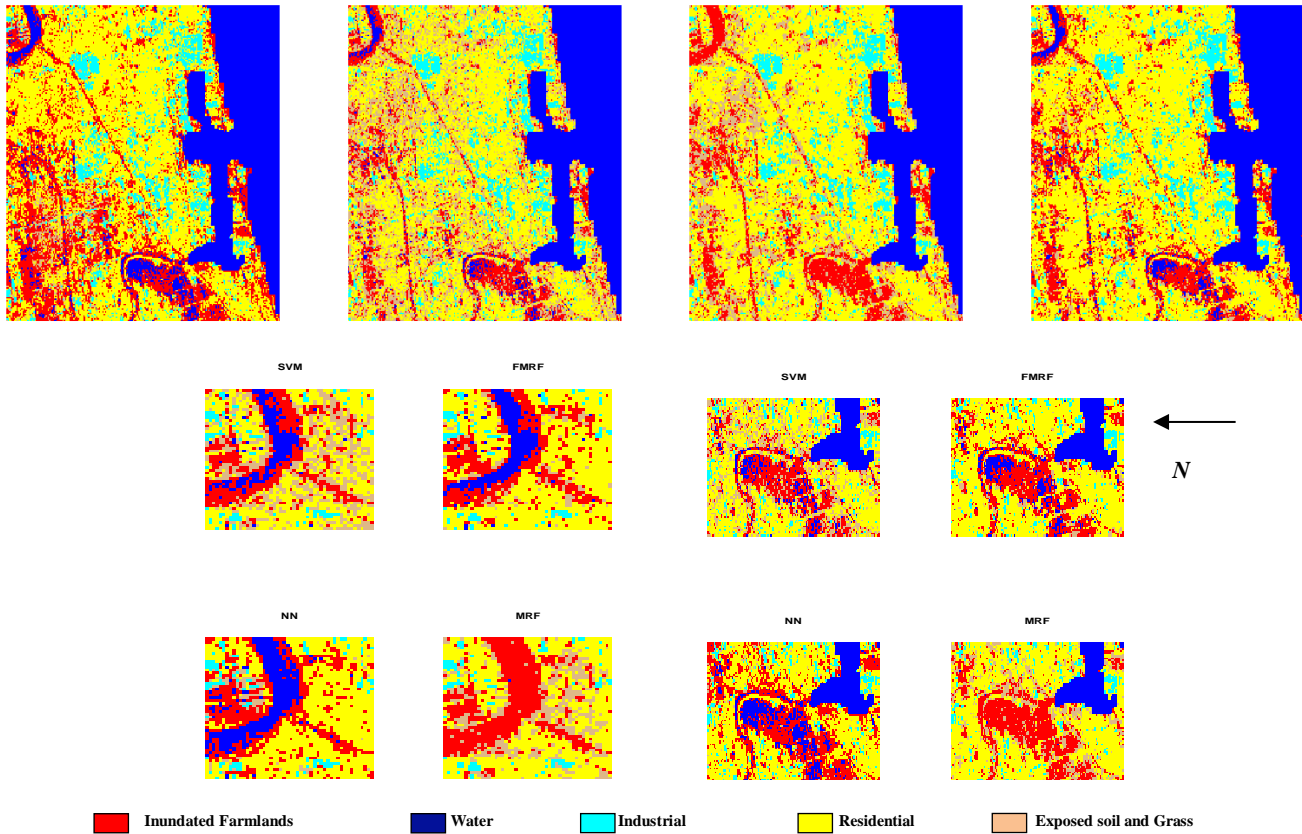 SVM FMRF SVM FMRF
N
NN MRF NN MRF
Inundated Farmlands Water Industrial Residential Exposed soil and Grass